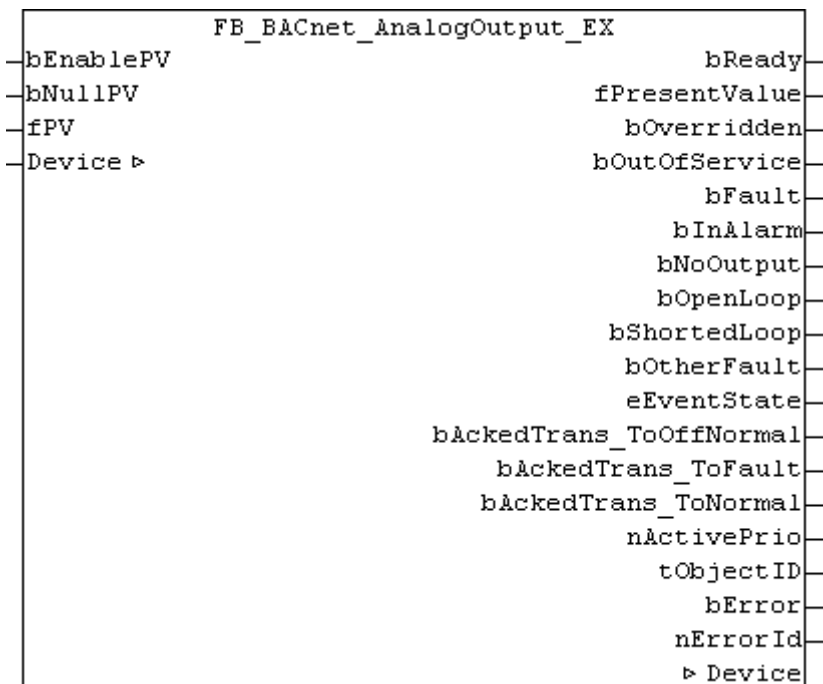 FB_BACnet_AnalogOutput_EX
bEnablePV bReady
bNullPV fPresentValue
fPV bOverridden
Device ▷ bOutOfService
bFault
bInAlarm
bNoOutput
bOpenLoop
bShortedLoop
bOtherFault
eEventState
bAckedTrans_ToOffNormal
bAckedTrans_ToFault
bAckedTrans_ToNormal
nActivePrio
tObjectID
bError
nErrorId
▷ Device